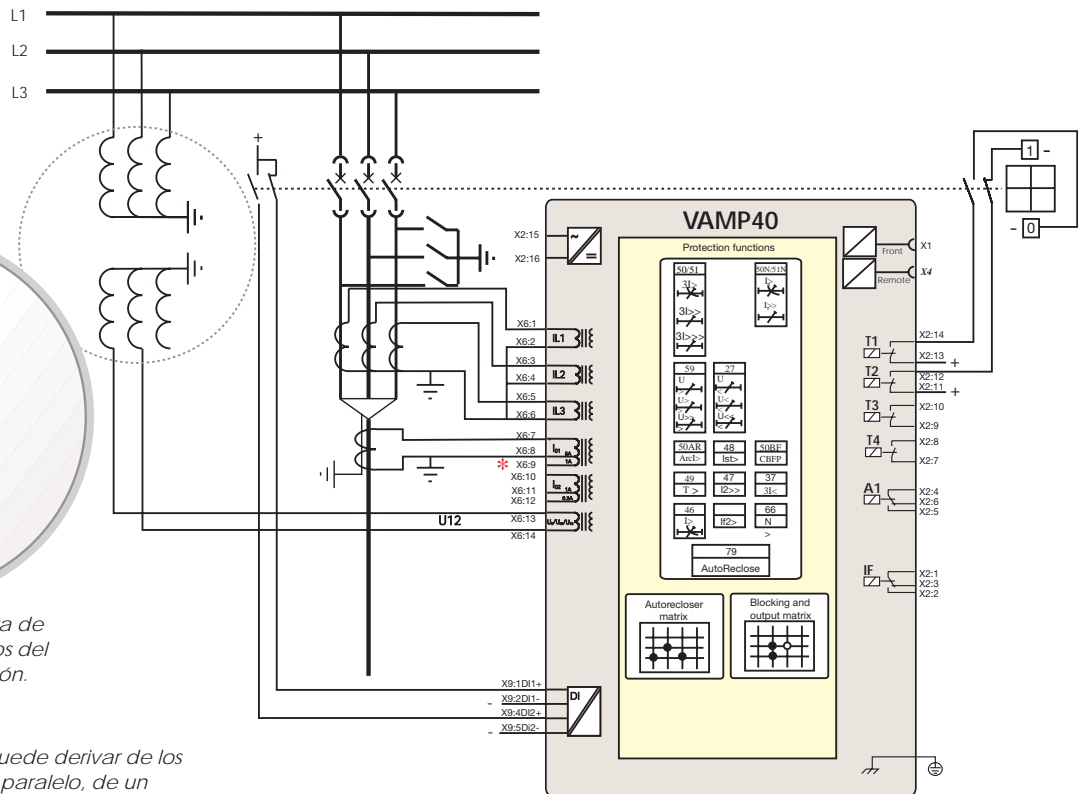 L1
L2
L3
+
1 -
- 0
VAMP40
Protection functions
X2:15
X2:16
~
=
Front
X1
Remote
X4
50/51
3I>
3I>>
3I>>>
50N/51N
I>
I>>
59
U
>
U>
U>>
>
27
U
<
U<
U<<
<
50AR
ArcI>
48
Ist>
50BF
CBFP
49
T >
47
I2>>
37
3I<
46
I>
If2>
66
N
>
79
AutoReclose
Autorecloser
matrix
Blocking and
output matrix
X6:1
X6:2
IL1
X6:3
X6:4
IL2
X6:5
X6:6
IL3
X6:7
X6:8
* X6:9
I01
5A
1A
X6:10
X6:11
X6:12
I02
1A
0.2A
U12
X6:13
X6:14
X9:1DI1+
- X9:2DI1-
X9:4DI2+
- X9:5Di2-
DI
T1
X2:14
X2:13 +
T2
X2:12
X2:11 +
T3
X2:10
X2:9
T4
X2:8
X2:7
A1
X2:4
X2:6
X2:5
IF
X2:1
X2:3
X2:2
a de
os del
ón.
uede derivar de los
paralelo, de un